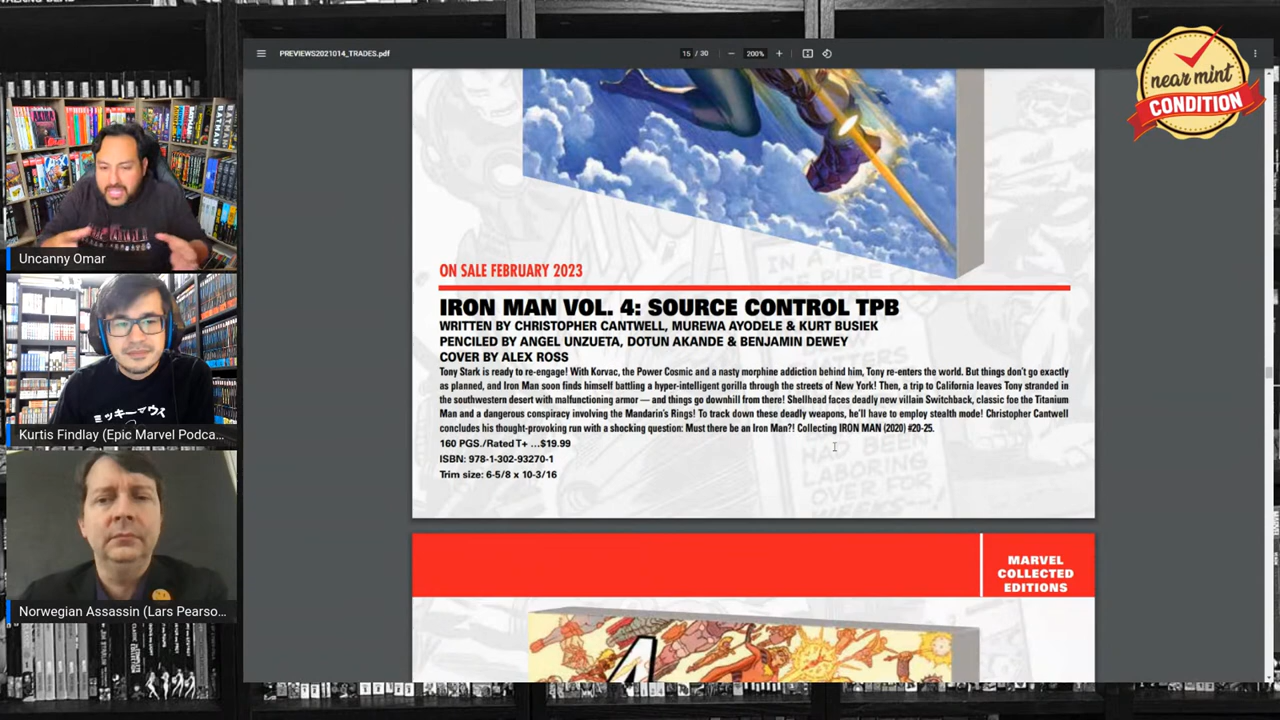 PREVIEWS2021014_TRADES.pdf
15 / 30
200%
near mint
CONDITION
Uncanny Omar
Kurtis Findlay (Epic Marvel Podca...
ミッキーマウス
Norwegian Assassin (Lars Pearso...
ON SALE FEBRUARY 2023
IRON MAN VOL. 4: SOURCE CONTROL TPB
WRITTEN BY CHRISTOPHER CANTWELL, MUREWA AYODELE & KURT BUSIEK
PENCILED BY ANGEL UNZUETA, DOTUN AKANDE & BENJAMIN DEWEY
COVER BY ALEX ROSS
Tony Stark is ready to re-engage! With Korvac, the Power Cosmic and a nasty morphine addiction behind him, Tony re-enters the world. But things don't go exactly
as planned, and Iron Man soon finds himself battling a hyper-intelligent gorilla through the streets of New York! Then, a trip to California leaves Tony stranded in
the southwestern desert with malfunctioning armor — and things go downhill from there! Shellhead faces deadly new villain Switchback, classic foe the Titanium
Man and a dangerous conspiracy involving the Mandarin's Rings! To track down these deadly weapons, he'll have to employ stealth mode! Christopher Cantwell
concludes his thought-provoking run with a shocking question: Must there be an Iron Man?! Collecting IRON MAN (2020) #20-25.
160 PGS./Rated T+ ...$19.99
ISBN: 978-1-302-93270-1
Trim size: 6-5/8 x 10-3/16
MARVEL
COLLECTED
EDITIONS